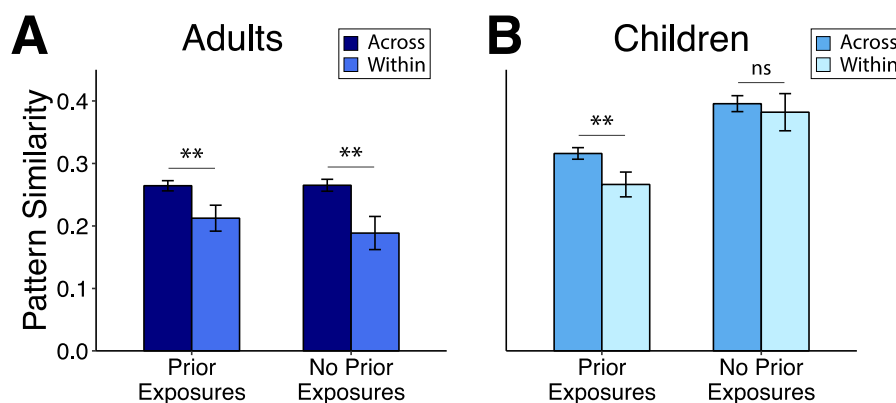 A
Adults
Across
Within
Pattern Similarity
0.4
0.3
0.2
0.1
0.0
**
**
Prior
Exposures
No Prior
Exposures
B
Children
Across
Within
**
ns
Prior
Exposures
No Prior
Exposures